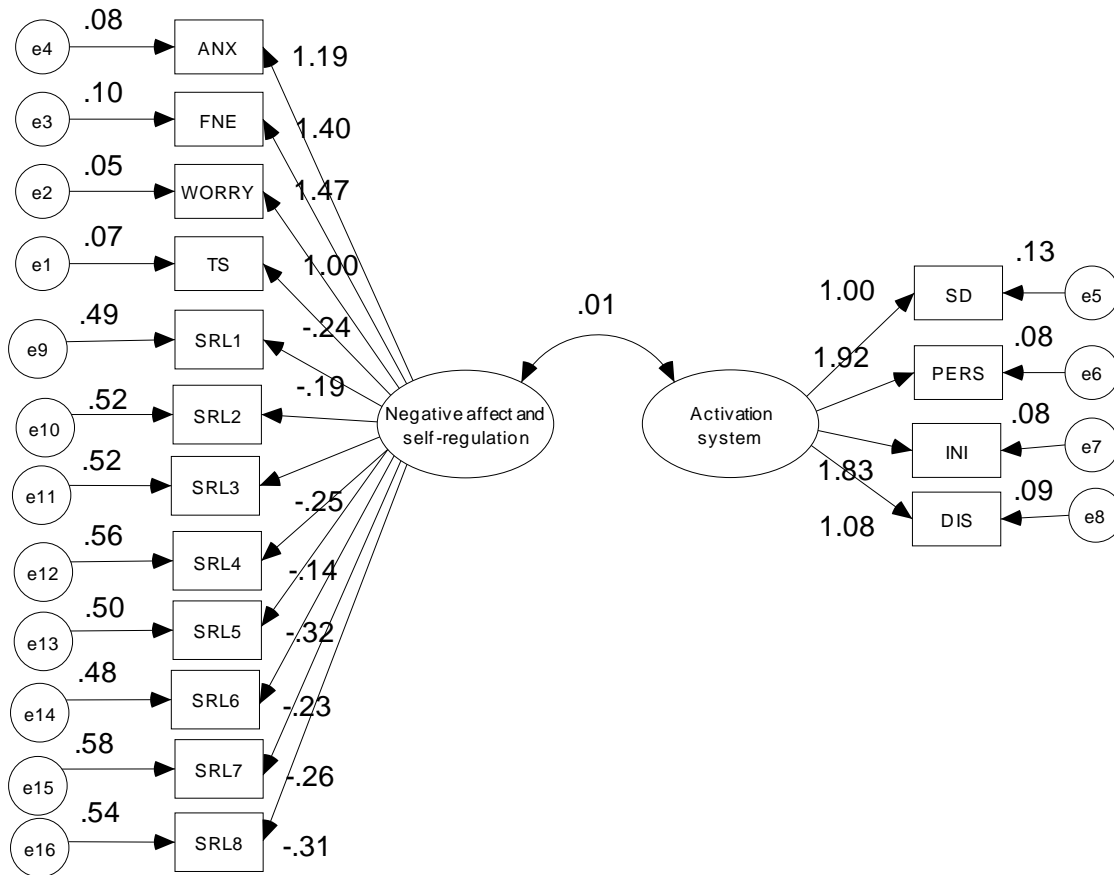 .08
e4
ANX
1.19
.10
e3
FNE
1.40
.05
e2
WORRY
1.47
.07
e1
TS
1.00
.49
e9
SRL1
-.24
.52
e10
SRL2
-.19
.52
e11
SRL3
-.25
.56
e12
SRL4
-.14
.50
e13
SRL5
-.32
.48
e14
SRL6
-.23
.58
e15
SRL7
-.26
.54
e16
SRL8
-.31
Negative affect and
self-regulation
.01
Activation
system
1.00
SD
.13
e5
1.92
PERS
.08
e6
1.83
INI
.08
e7
1.08
DIS
.09
e8